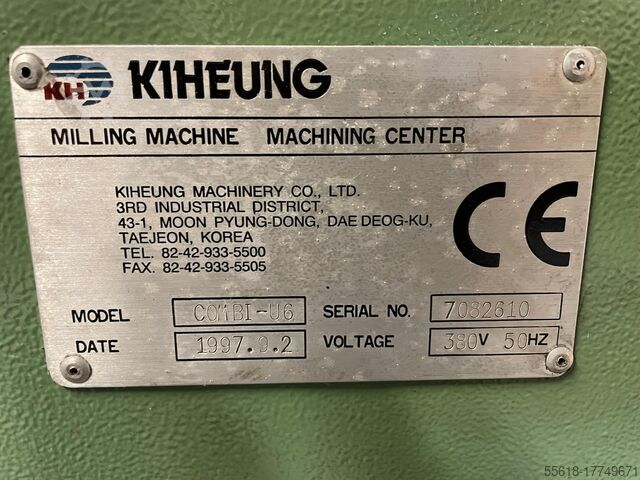 KH KIHEUNG
MILLING MACHINE MACHINING CENTER
KIHEUNG MACHINERY CO., LTD.
3RD INDUSTRIAL DISTRICT,
43-1, MOON PYUNG-DONG, DAE DEOG-KU,
TAEJEON, KOREA
TEL. 82-42-933-5500
FAX. 82-42-933-5505
CE
MODEL COMBI-U6 SERIAL NO. 7082610
DATE 1997.9.2 VOLTAGE 380V 50HZ
55618-17749671